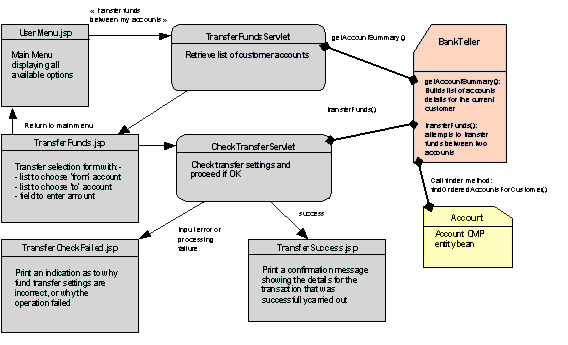 « Transfer funds
between my accounts »
UserMenu.jsp
Main Menu
displaying all
available options
TransferFundsServlet
Retrieve list of customer accounts
getAccountSummary()
BankTeller
getAccountSummary():
Builds list of accounts
details for the current
customer
transferFunds():
attempts to transfer
funds between two
accounts
transferFunds()
Return to main menu
TransferFunds.jsp
Transfer selection form with:-
- list to choose 'from' account
- list to choose 'to' account
- field to enter amount
CheckTransferServlet
Check transfer settings and
proceed if OK
Call finder method:
findOrderedAccountsForCustomer()
Account
Account CMP
entity bean
Input error or
processing
failure
success
TransferCheckFailed.jsp
Print an indication as to why
fund transfer settings are
incorrect, or why the
operation failed
TransferSuccess.jsp
Print a confirmation message
showing the details for the
transaction that was
successfully carried out